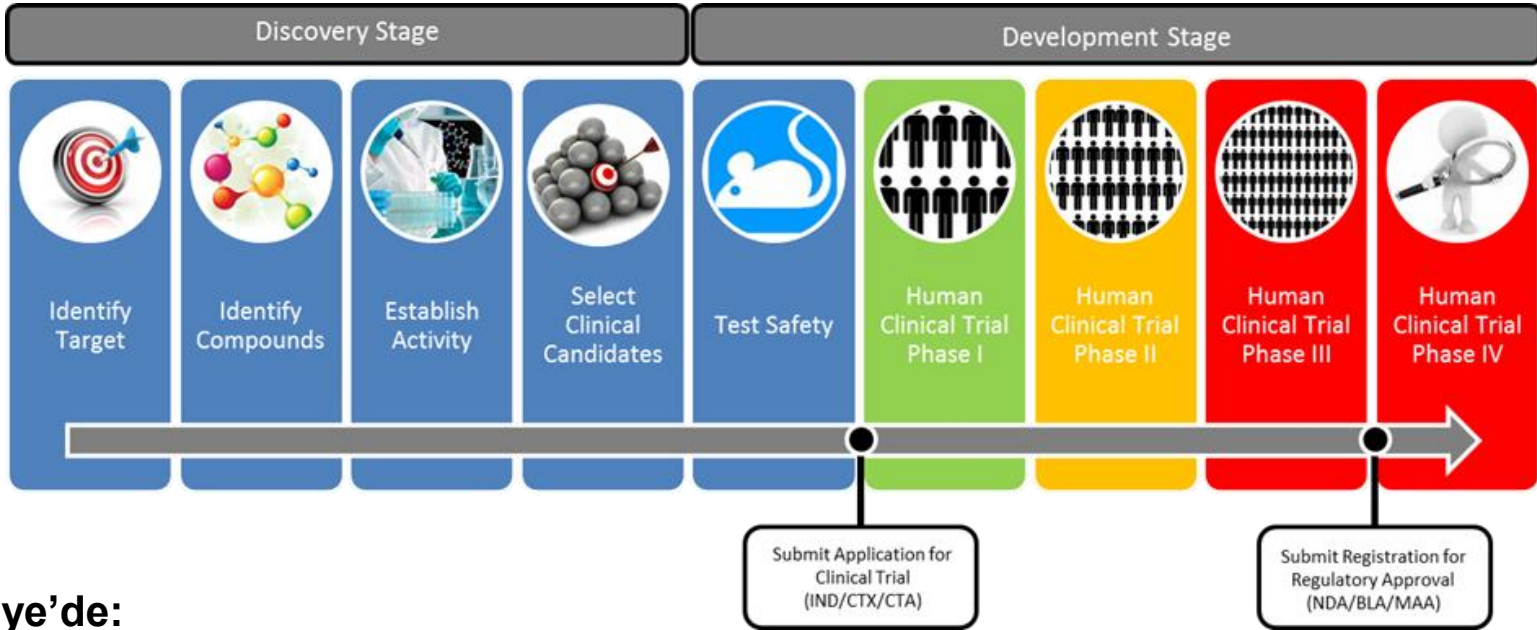 Discovery Stage
Development Stage
Identify
Target
Identify
Compounds
Establish
Activity
Select
Clinical
Candidates
Test Safety
Human
Clinical Trial
Phase I
Human
Clinical Trial
Phase II
Human
Clinical Trial
Phase III
Human
Clinical Trial
Phase IV
Submit Application for
Clinical Trial
(IND/CTX/CTA)
Submit Registration for
Regulatory Approval
(NDA/BLA/MAA)
ye’de: